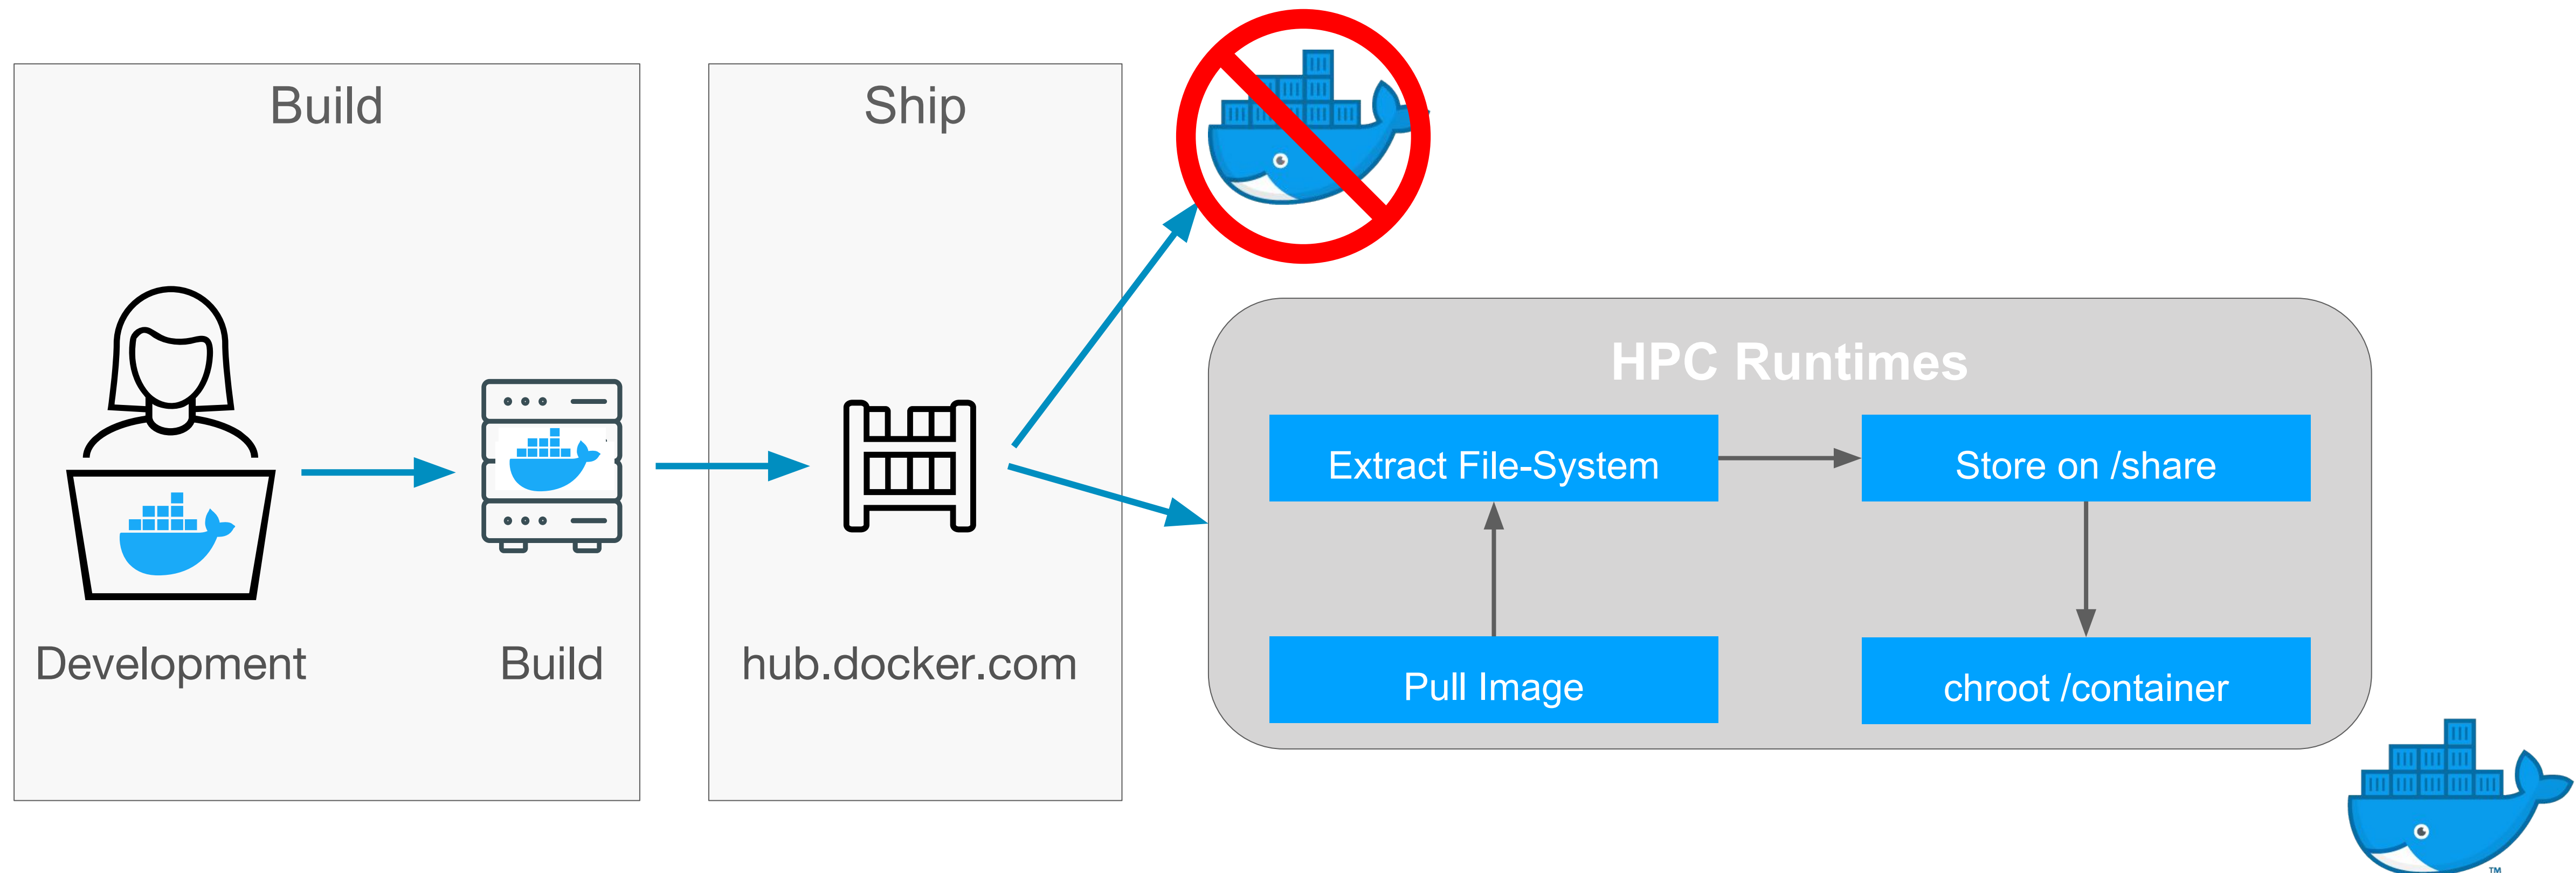 Build
Ship
HPC Runtimes
Extract File-System
Store on /share
Development
Build
hub.docker.com
Pull Image
chroot /container
TM